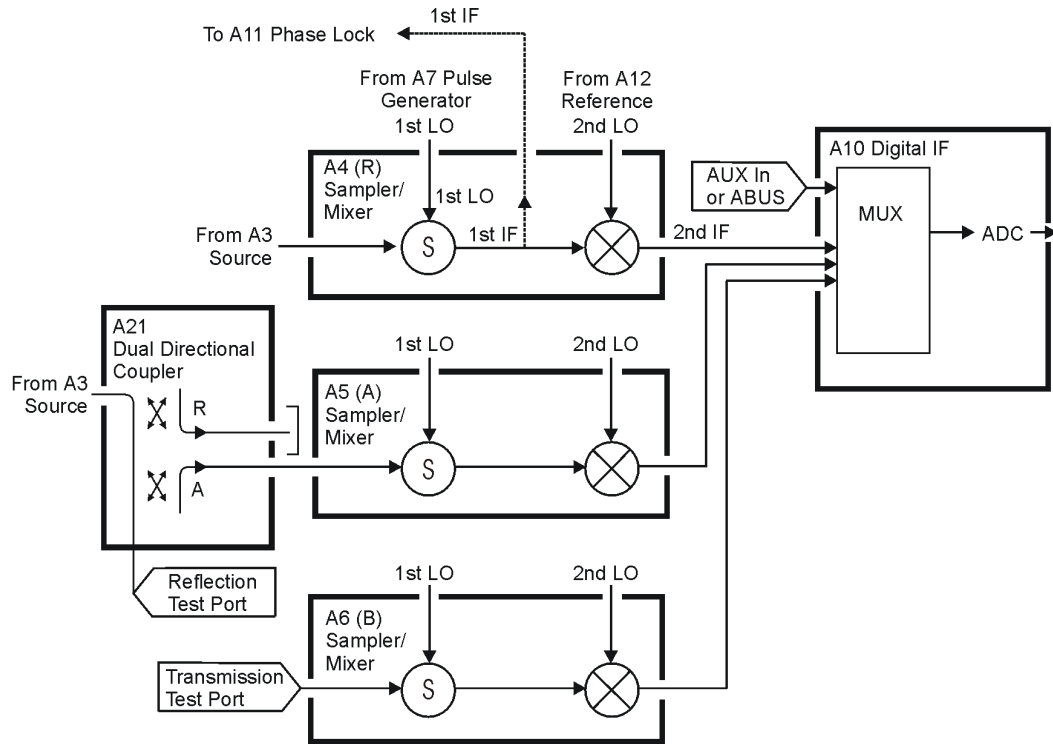 1st IF
To A11 Phase Lock
From A7 Pulse
Generator
1st LO
From A12
Reference
2nd LO
A4 (R)
Sampler/
Mixer
1st LO
From A3
Source
S
1st IF
2nd IF
AUX In
or ABUS
A10 Digital IF
MUX
ADC
A21
Dual Directional
Coupler
From A3
Source
R
A
1st LO
2nd LO
A5 (A)
Sampler/
Mixer
S
Reflection
Test Port
1st LO
2nd LO
A6 (B)
Sampler/
Mixer
S
Transmission
Test Port